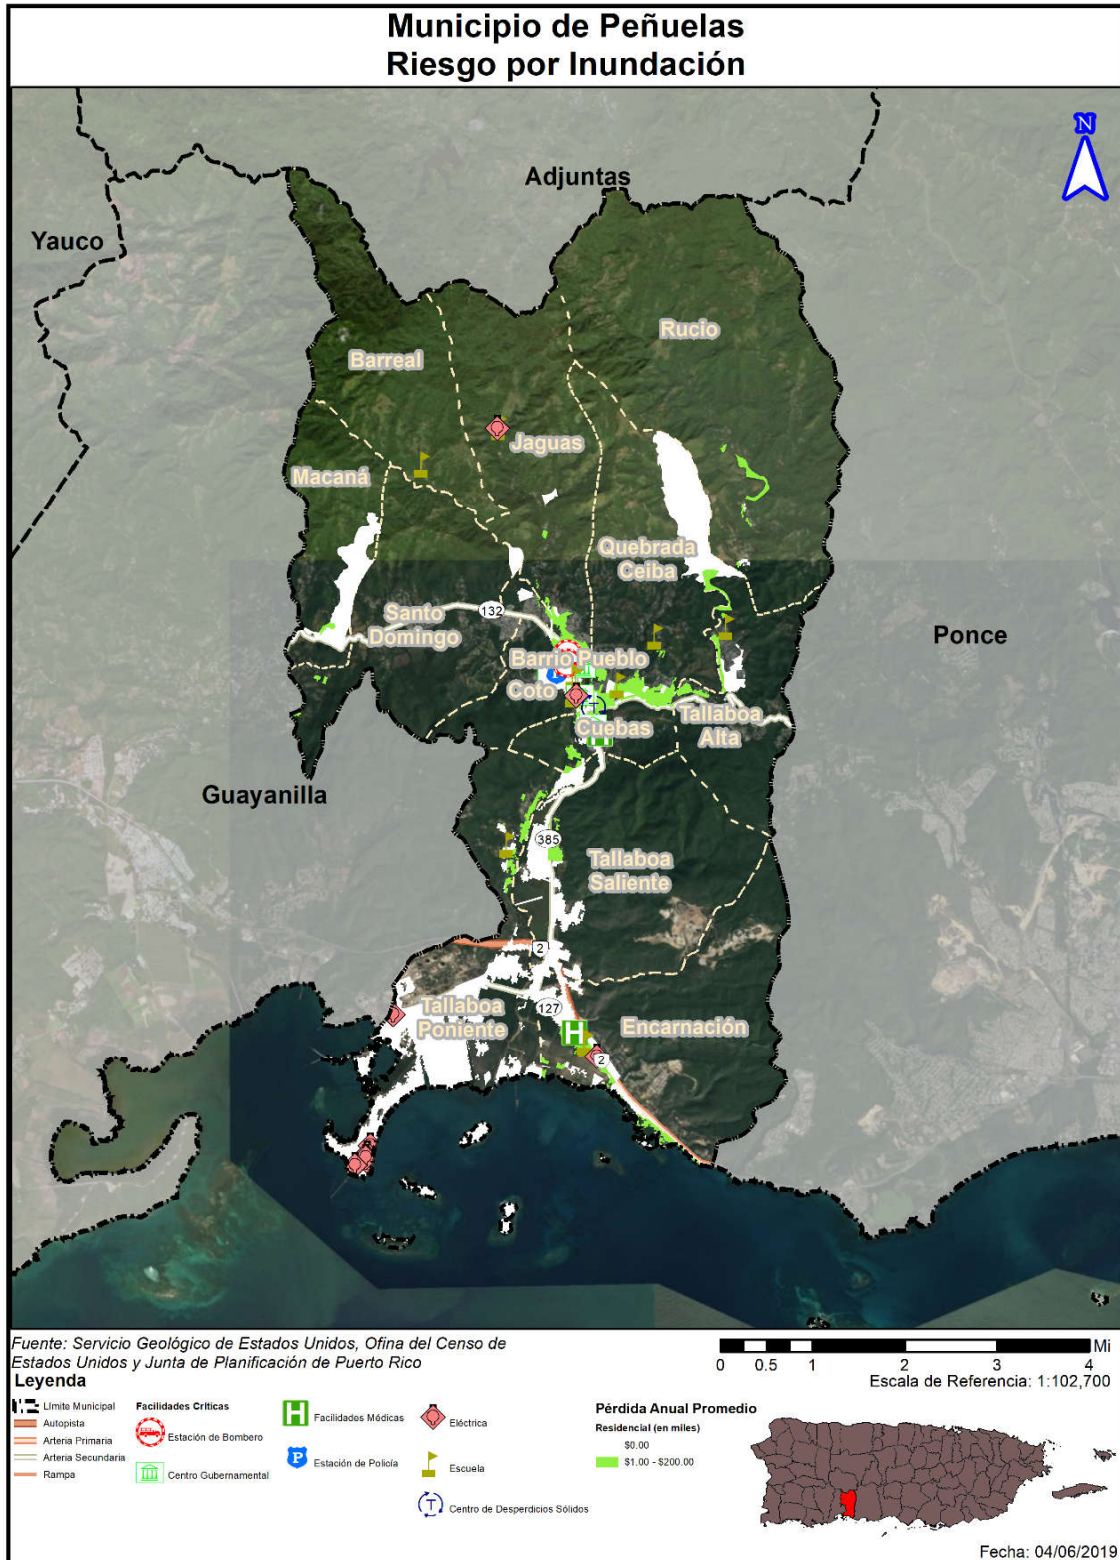 Municipio de Peñuelas
Riesgo por Inundación
N
Adjuntas
Yauco
Rucio
Barreal
Jaguas
Macaná
Quebrada
Ceiba
Santo
Domingo
132
Ponce
Barrio Pueblo
Coto
Cuebas
Tallaboa
Alta
Guayanilla
385
Tallaboa
Saliente
2
Tallaboa
Poniente
127
Encarnación
2
Fuente: Servicio Geológico de Estados Unidos, Ofina del Censo de
Estados Unidos y Junta de Planificación de Puerto Rico
Mi
0 0.5 1 2 3 4
Escala de Referencia: 1:102,700
Leyenda
Límite Municipal
Autopista
Arteria Primaria
Arteria Secundaria
Rampa
Facilidades Críticas
Estación de Bombero
Centro Gubernamental
H Facilidades Médicas
P Estación de Policía
Eléctrica
Escuela
T Centro de Desperdicios Sólidos
Pérdida Anual Promedio
Residencial (en miles)
$0.00
$1.00 - $200.00
Fecha: 04/06/2019